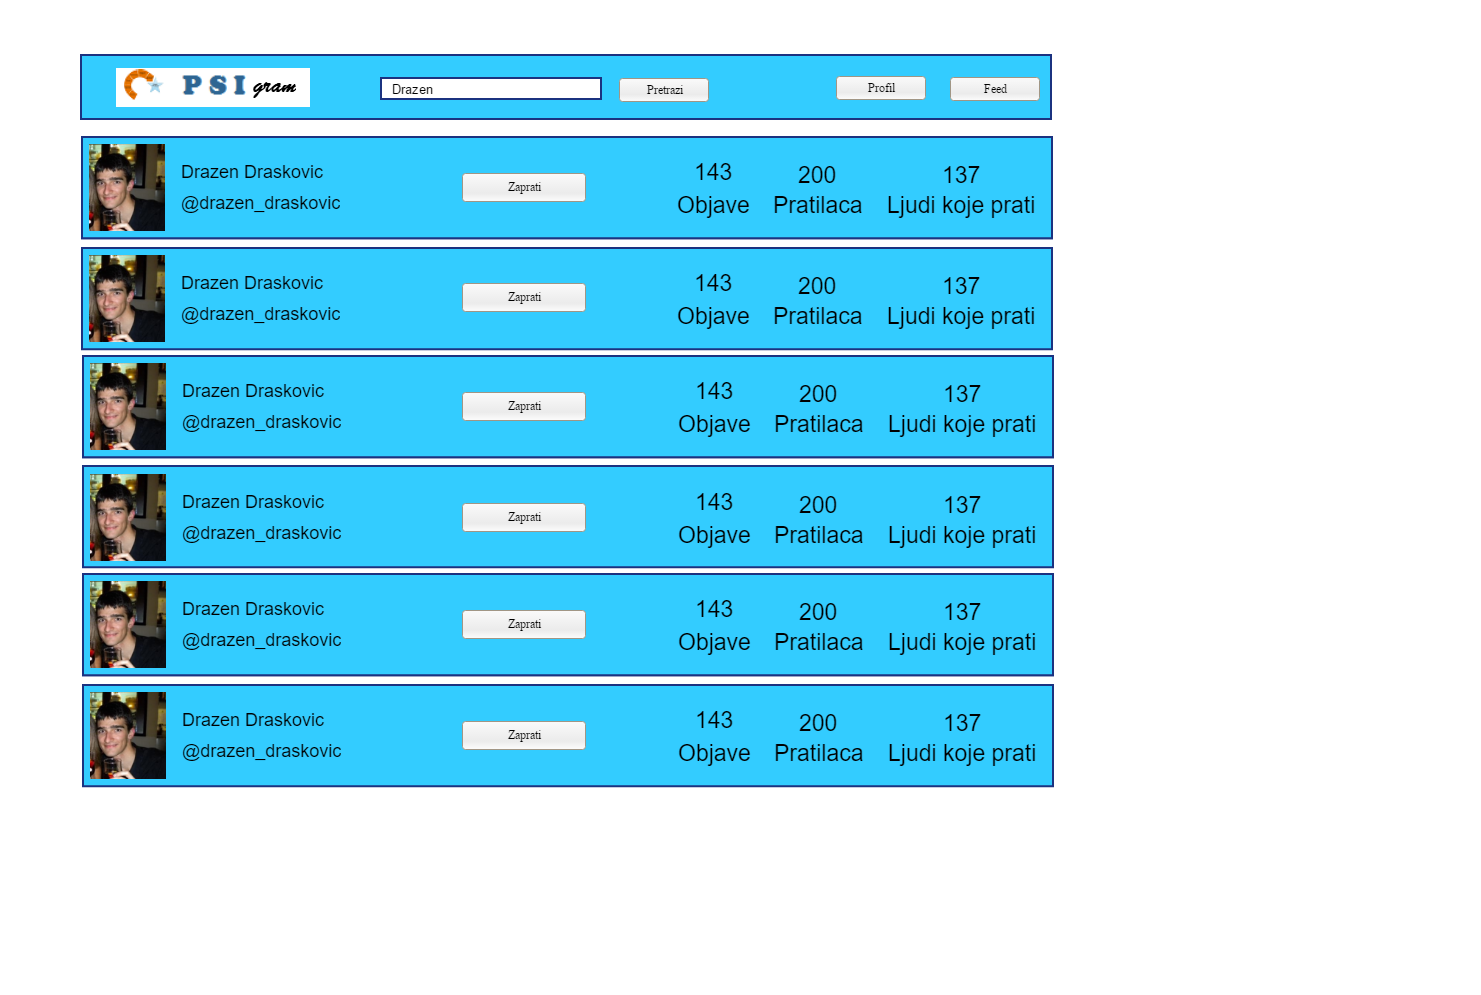 PSI gram
Drazen
Pretrazi
Profil
Feed
Drazen Draskovic
@drazen_draskovic
Zaprati
143
Objave
200
Pratilaca
137
Ljudi koje prati
Drazen Draskovic
@drazen_draskovic
Zaprati
143
Objave
200
Pratilaca
137
Ljudi koje prati
Drazen Draskovic
@drazen_draskovic
Zaprati
143
Objave
200
Pratilaca
137
Ljudi koje prati
Drazen Draskovic
@drazen_draskovic
Zaprati
143
Objave
200
Pratilaca
137
Ljudi koje prati
Drazen Draskovic
@drazen_draskovic
Zaprati
143
Objave
200
Pratilaca
137
Ljudi koje prati
Drazen Draskovic
@drazen_draskovic
Zaprati
143
Objave
200
Pratilaca
137
Ljudi koje prati